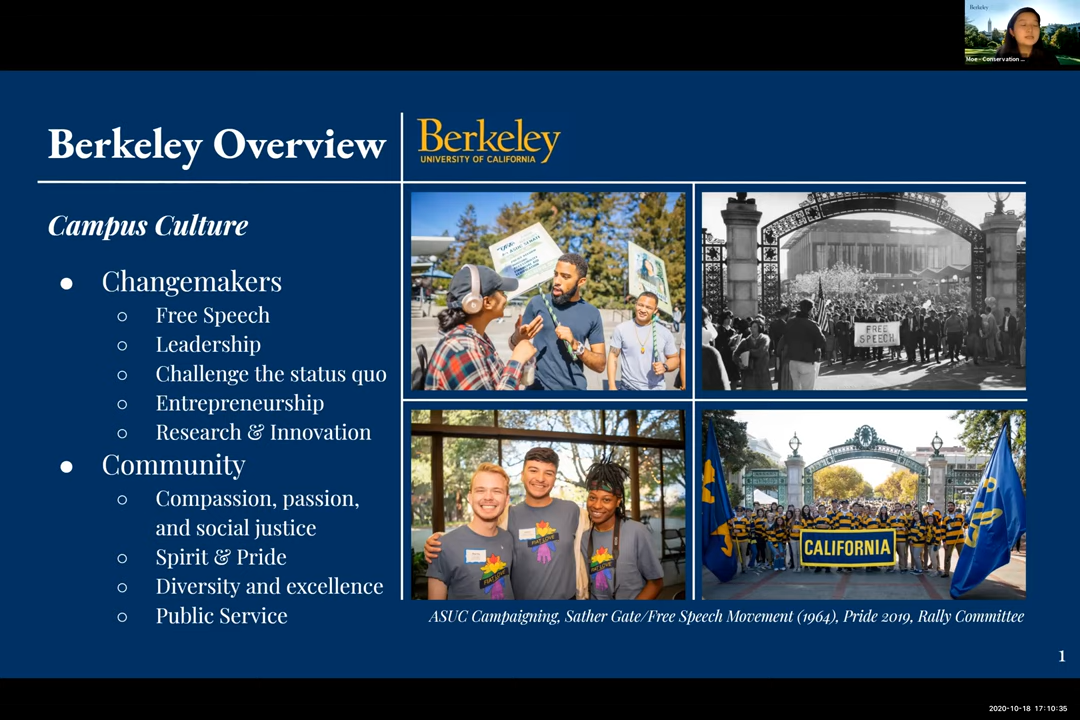 Berkeley
Moe - Conservation ...
Berkeley Overview
Berkeley
UNIVERSITY OF CALIFORNIA
Campus Culture
● Changemakers
○ Free Speech
○ Leadership
○ Challenge the status quo
○ Entrepreneurship
○ Research & Innovation
● Community
○ Compassion, passion,
and social justice
○ Spirit & Pride
○ Diversity and excellence
○ Public Service
FREE
SPEECH
CALIFORNIA
ASUC Campaigning, Sather Gate/Free Speech Movement (1964), Pride 2019, Rally Committee
1
2020-10-18 17:10:35